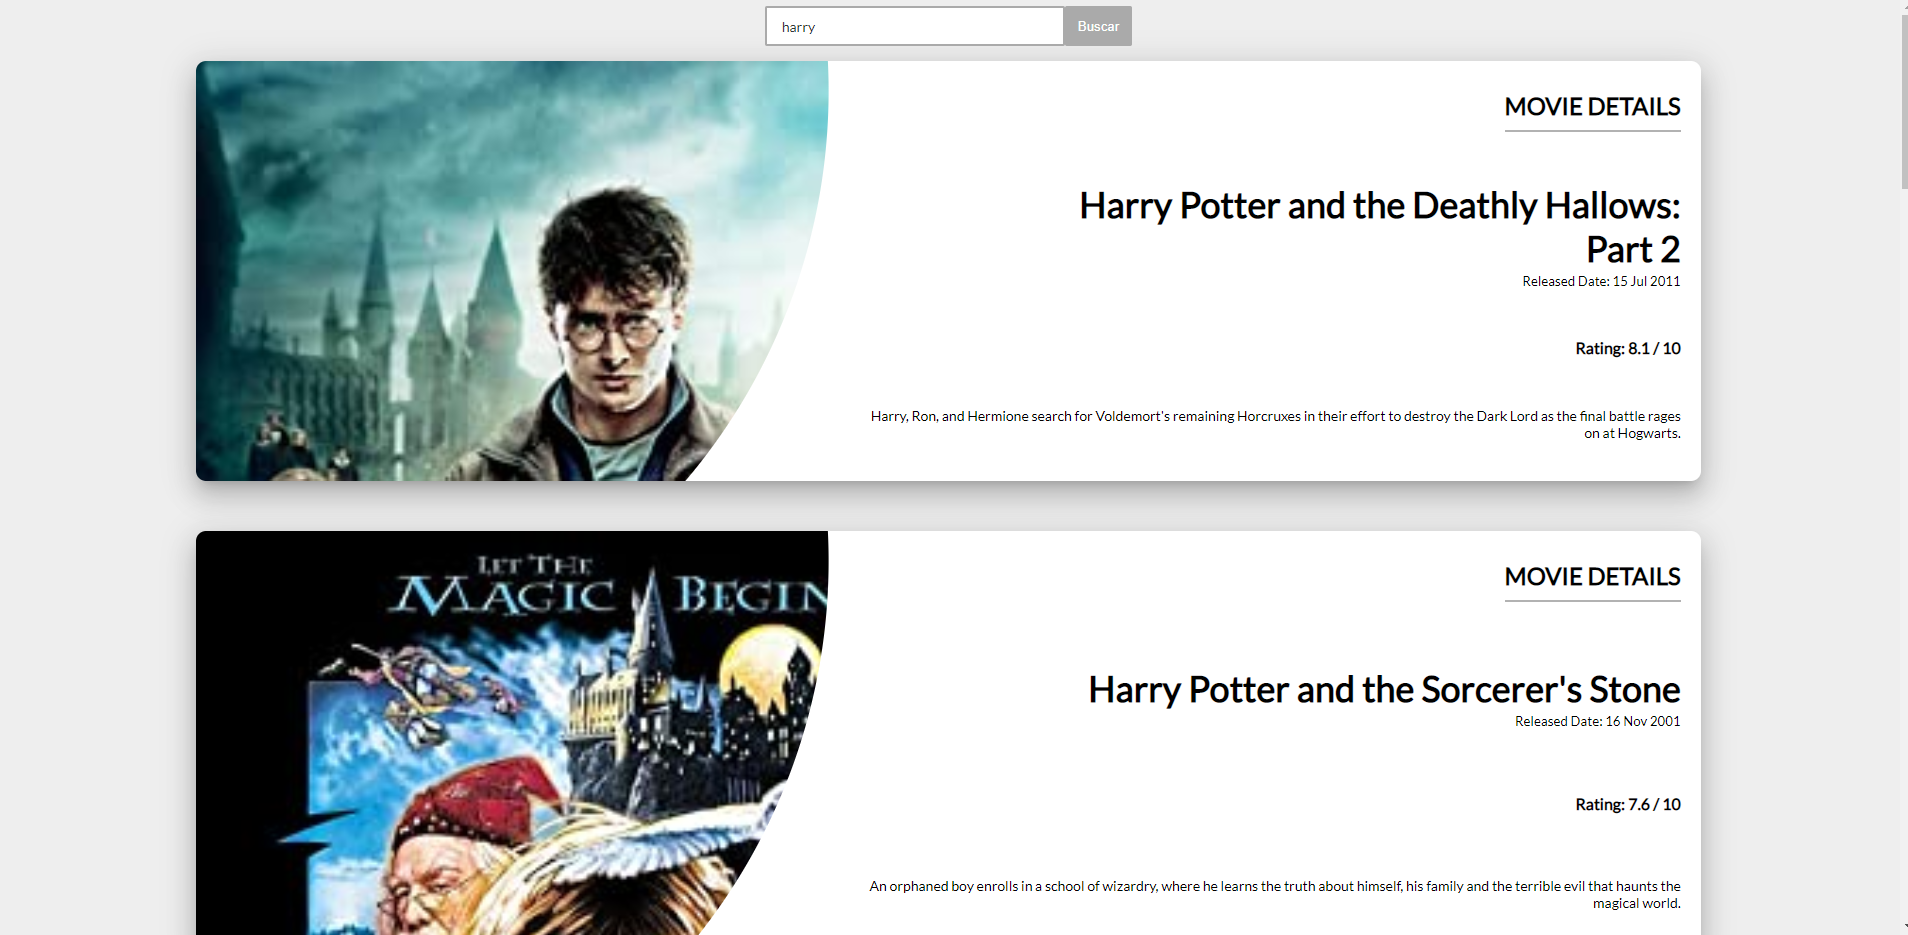 harry
Buscar
MOVIE DETAILS
Harry Potter and the Deathly Hallows:
Part 2
Released Date: 15 Jul 2011
Rating: 8.1 / 10
Harry, Ron, and Hermione search for Voldemort's remaining Horcruxes in their effort to destroy the Dark Lord as the final battle rages
on at Hogwarts.
LET THE
MAGIC BEGIN
MOVIE DETAILS
Harry Potter and the Sorcerer's Stone
Released Date: 16 Nov 2001
Rating: 7.6 / 10
An orphaned boy enrolls in a school of wizardry, where he learns the truth about himself, his family and the terrible evil that haunts the
magical world.